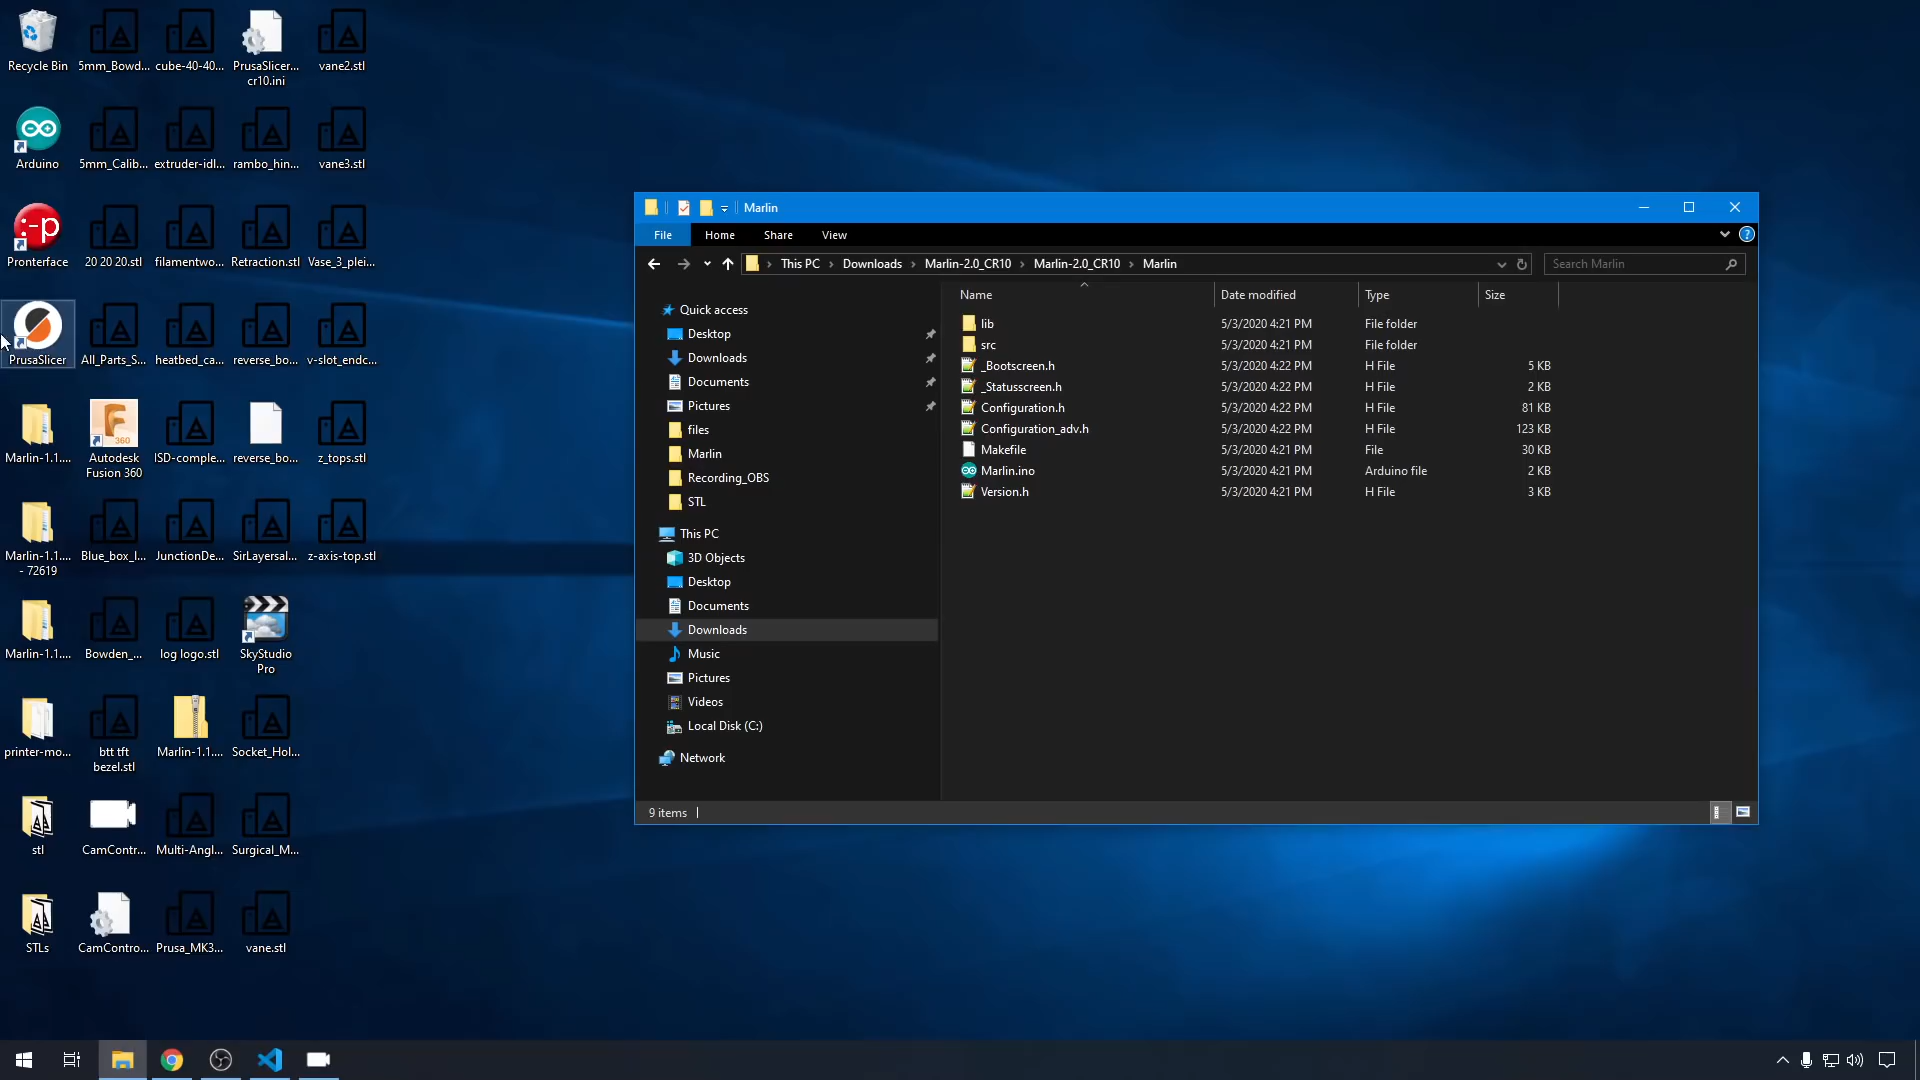 Recycle Bin
5mm_Bowd...
cube-40-40...
PrusaSlicer...
cr10.ini
vane2.stl
Arduino
5mm_Calib...
extruder-idl...
rambo_hin...
vane3.stl
:-p
Pronterface
20 20 20.stl
filamentwo...
Retraction.stl
Vase_3_plei...
PrusaSlicer
All_Parts_S...
heatbed_ca...
reverse_bo...
v-slot_endc...
Marlin-1.1....
F
360
Autodesk
Fusion 360
ISD-comple...
reverse_bo...
z_tops.stl
Marlin-1.1....
- 72619
Blue_box_l...
JunctionDe...
SirLayersal...
z-axis-top.stl
Marlin-1.1....
Bowden_...
log logo.stl
SkyStudio
Pro
printer-mo...
btt tft
bezel.stl
Marlin-1.1....
Socket_Hol...
stl
CamContr...
Multi-Angl...
Surgical_M...
STLs
CamContro...
Prusa_MK3...
vane.stl
Marlin
File
Home
Share
View
This PC > Downloads > Marlin-2.0_CR10 > Marlin-2.0_CR10 > Marlin
Search Marlin
Quick access
Desktop
Downloads
Documents
Pictures
files
Marlin
Recording_OBS
STL
This PC
3D Objects
Desktop
Documents
Downloads
Music
Pictures
Videos
Local Disk (C:)
Network
Name Date modified Type Size
lib 5/3/2020 4:21 PM File folder
src 5/3/2020 4:21 PM File folder
_Bootscreen.h 5/3/2020 4:22 PM H File 5 KB
_Statusscreen.h 5/3/2020 4:22 PM H File 2 KB
Configuration.h 5/3/2020 4:22 PM H File 81 KB
Configuration_adv.h 5/3/2020 4:22 PM H File 123 KB
Makefile 5/3/2020 4:21 PM File 30 KB
Marlin.ino 5/3/2020 4:21 PM Arduino file 2 KB
Version.h 5/3/2020 4:21 PM H File 3 KB
9 items